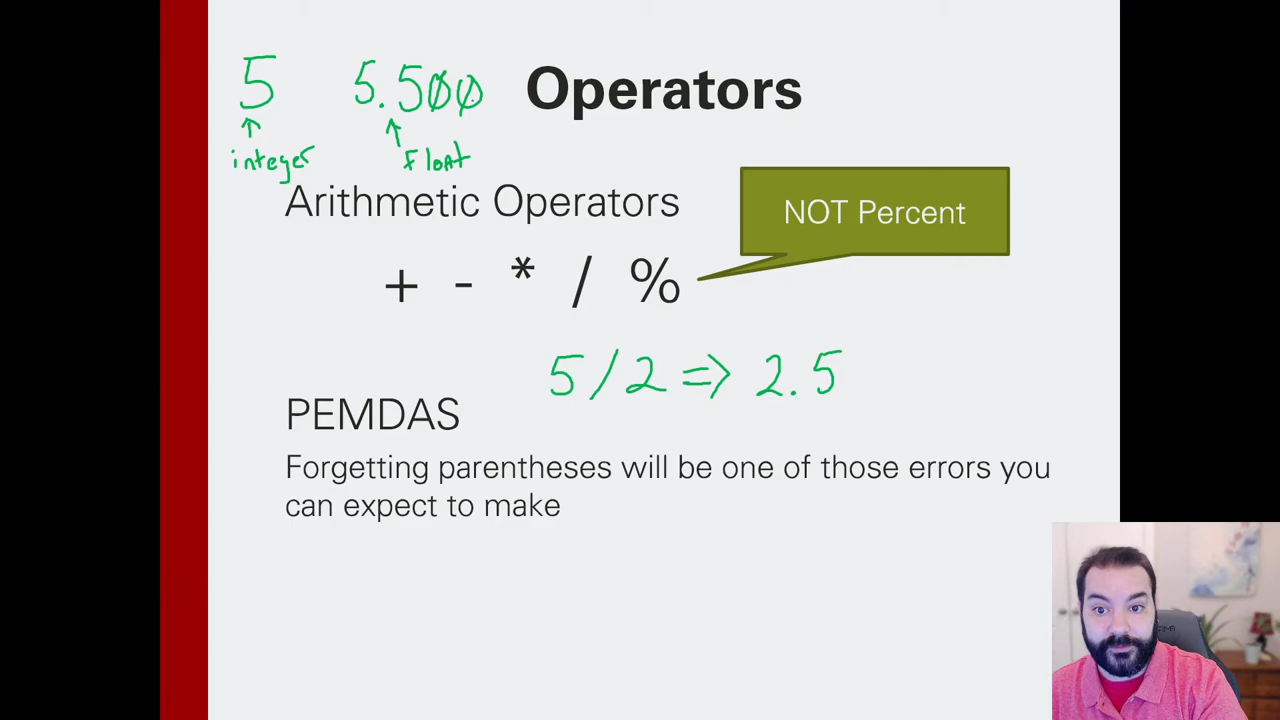 5 5.500 Operators
integer float
Arithmetic Operators
NOT Percent
+ - * / %
5/2 => 2.5
PEMDAS
Forgetting parentheses will be one of those errors you
can expect to make